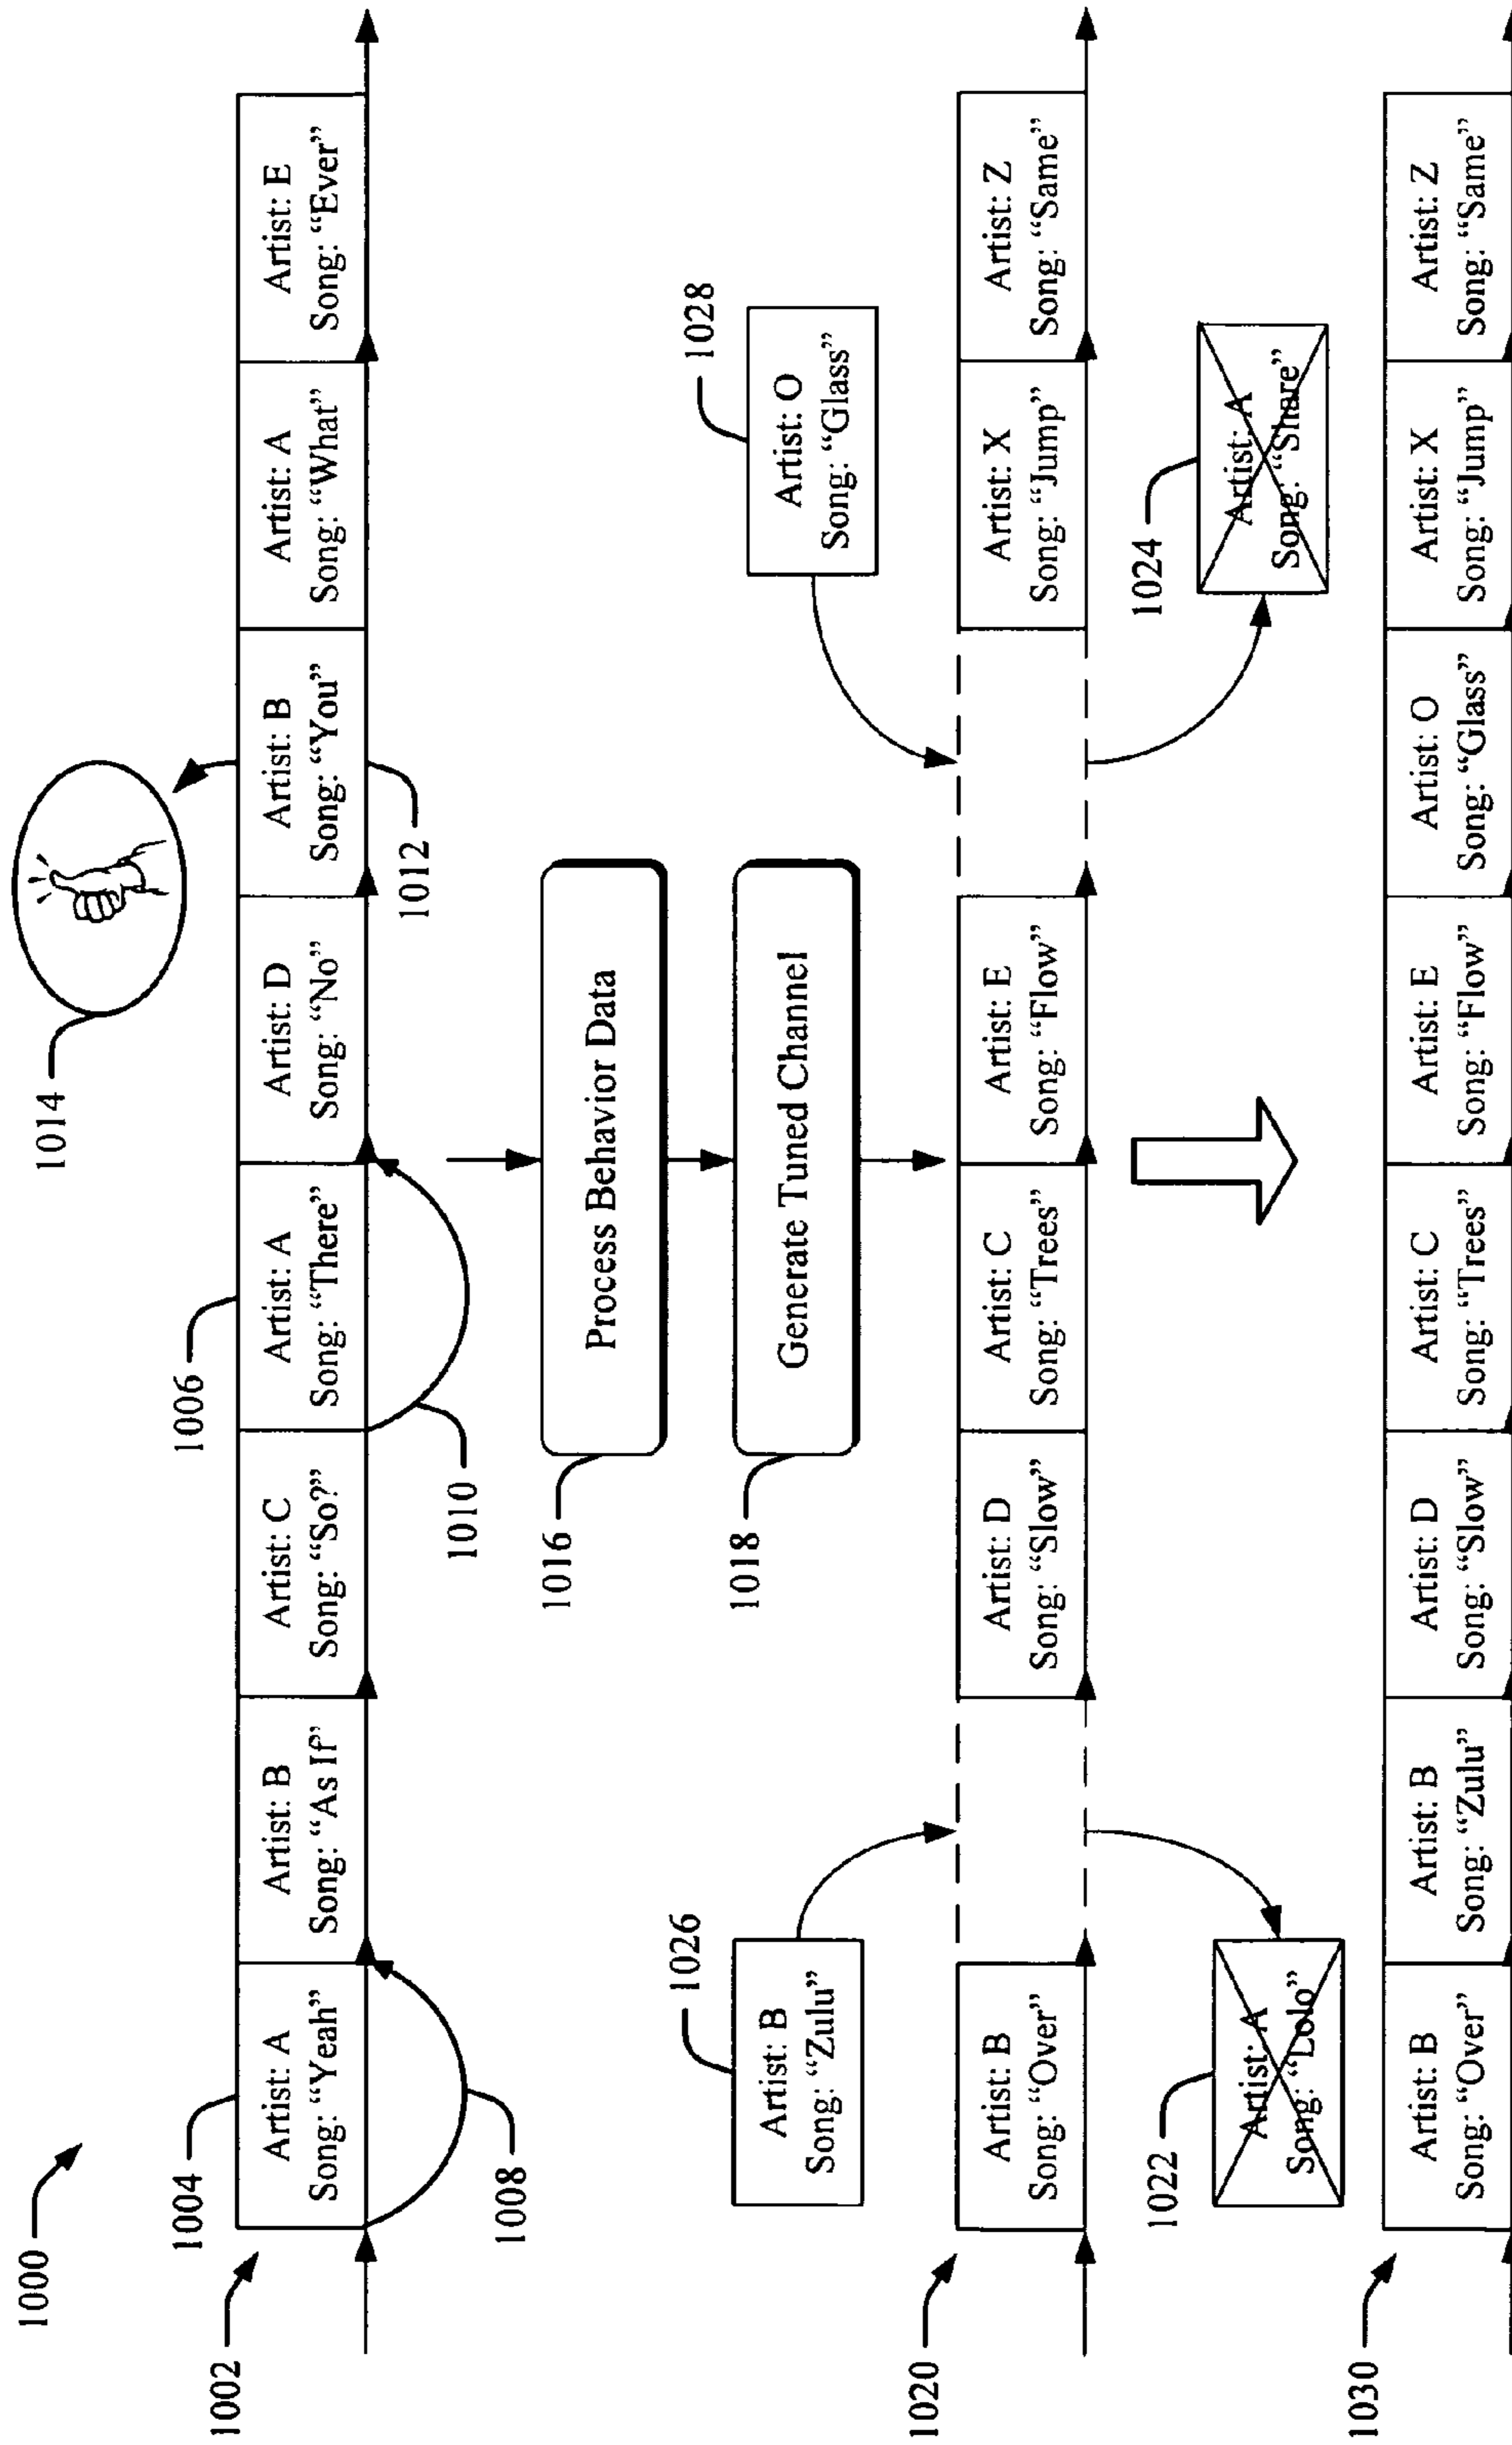 1000
1014
1002
1004
1006
Artist: A
Song: “Yeah”
Artist: B
Song: “As If”
Artist: C
Song: “So?”
Artist: A
Song: “There”
Artist: D
Song: “No”
Artist: B
Song: “You”
Artist: A
Song: “What”
Artist: E
Song: “Ever”
1008
1010
1012
1016
Process Behavior Data
1018
Generate Tuned Channel
1026
Artist: B
Song: “Zulu”
1028
Artist: O
Song: “Glass”
1020
Artist: B
Song: “Over”
Artist: D
Song: “Slow”
Artist: C
Song: “Trees”
Artist: E
Song: “Flow”
Artist: X
Song: “Jump”
Artist: Z
Song: “Same”
1022
Artist: A
Song: “Lolo”
1024
Artist: A
Song: “Share”
1030
Artist: B
Song: “Over”
Artist: B
Song: “Zulu”
Artist: D
Song: “Slow”
Artist: C
Song: “Trees”
Artist: E
Song: “Flow”
Artist: O
Song: “Glass”
Artist: X
Song: “Jump”
Artist: Z
Song: “Same”